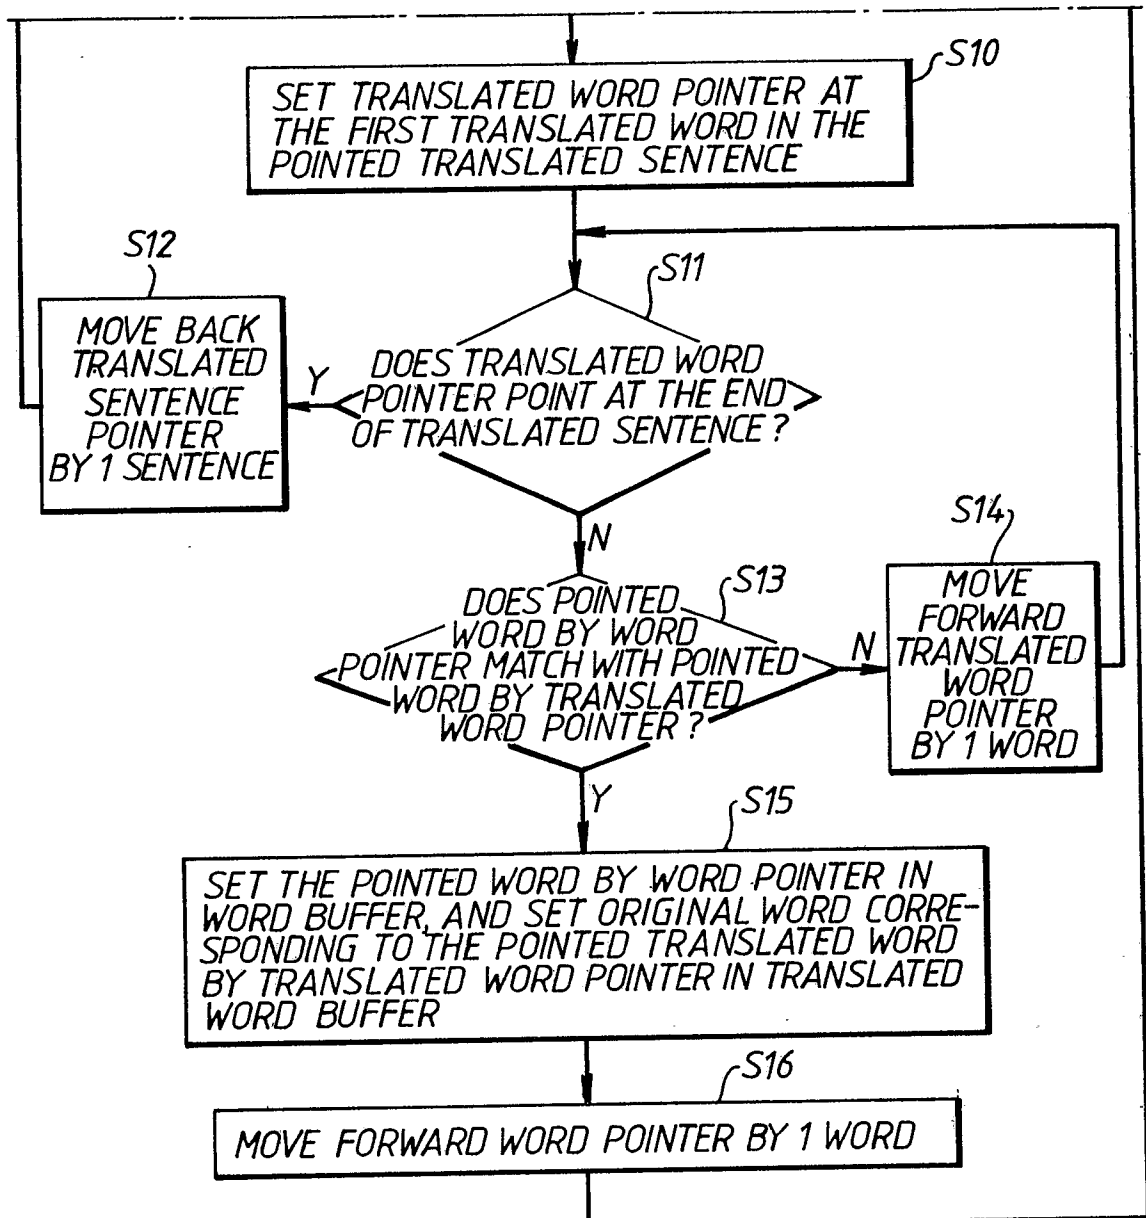 S10
SET TRANSLATED WORD POINTER AT
THE FIRST TRANSLATED WORD IN THE
POINTED TRANSLATED SENTENCE
S12
MOVE BACK
TRANSLATED
SENTENCE
POINTER
BY 1 SENTENCE
S11
DOES TRANSLATED WORD
POINTER POINT AT THE END
OF TRANSLATED SENTENCE?
Y
N
S13
DOES POINTED
WORD BY WORD
POINTER MATCH WITH POINTED
WORD BY TRANSLATED
WORD POINTER?
N
S14
MOVE
FORWARD
TRANSLATED
WORD
POINTER
BY 1 WORD
Y
S15
SET THE POINTED WORD BY WORD POINTER IN
WORD BUFFER, AND SET ORIGINAL WORD CORRE-
SPONDING TO THE POINTED TRANSLATED WORD
BY TRANSLATED WORD POINTER IN TRANSLATED
WORD BUFFER
S16
MOVE FORWARD WORD POINTER BY 1 WORD